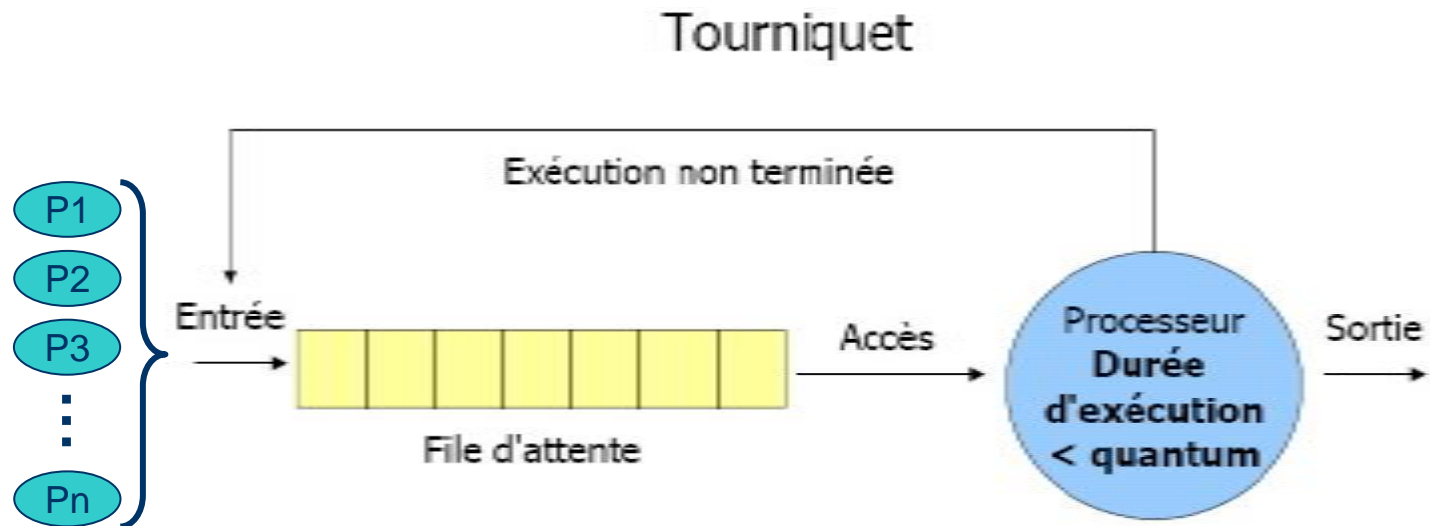 Tourniquet
Exécution non terminée
P1
P2
P3
Pn
Entrée
File d'attente
Accès
Processeur
Durée
d'exécution
< quantum
Sortie